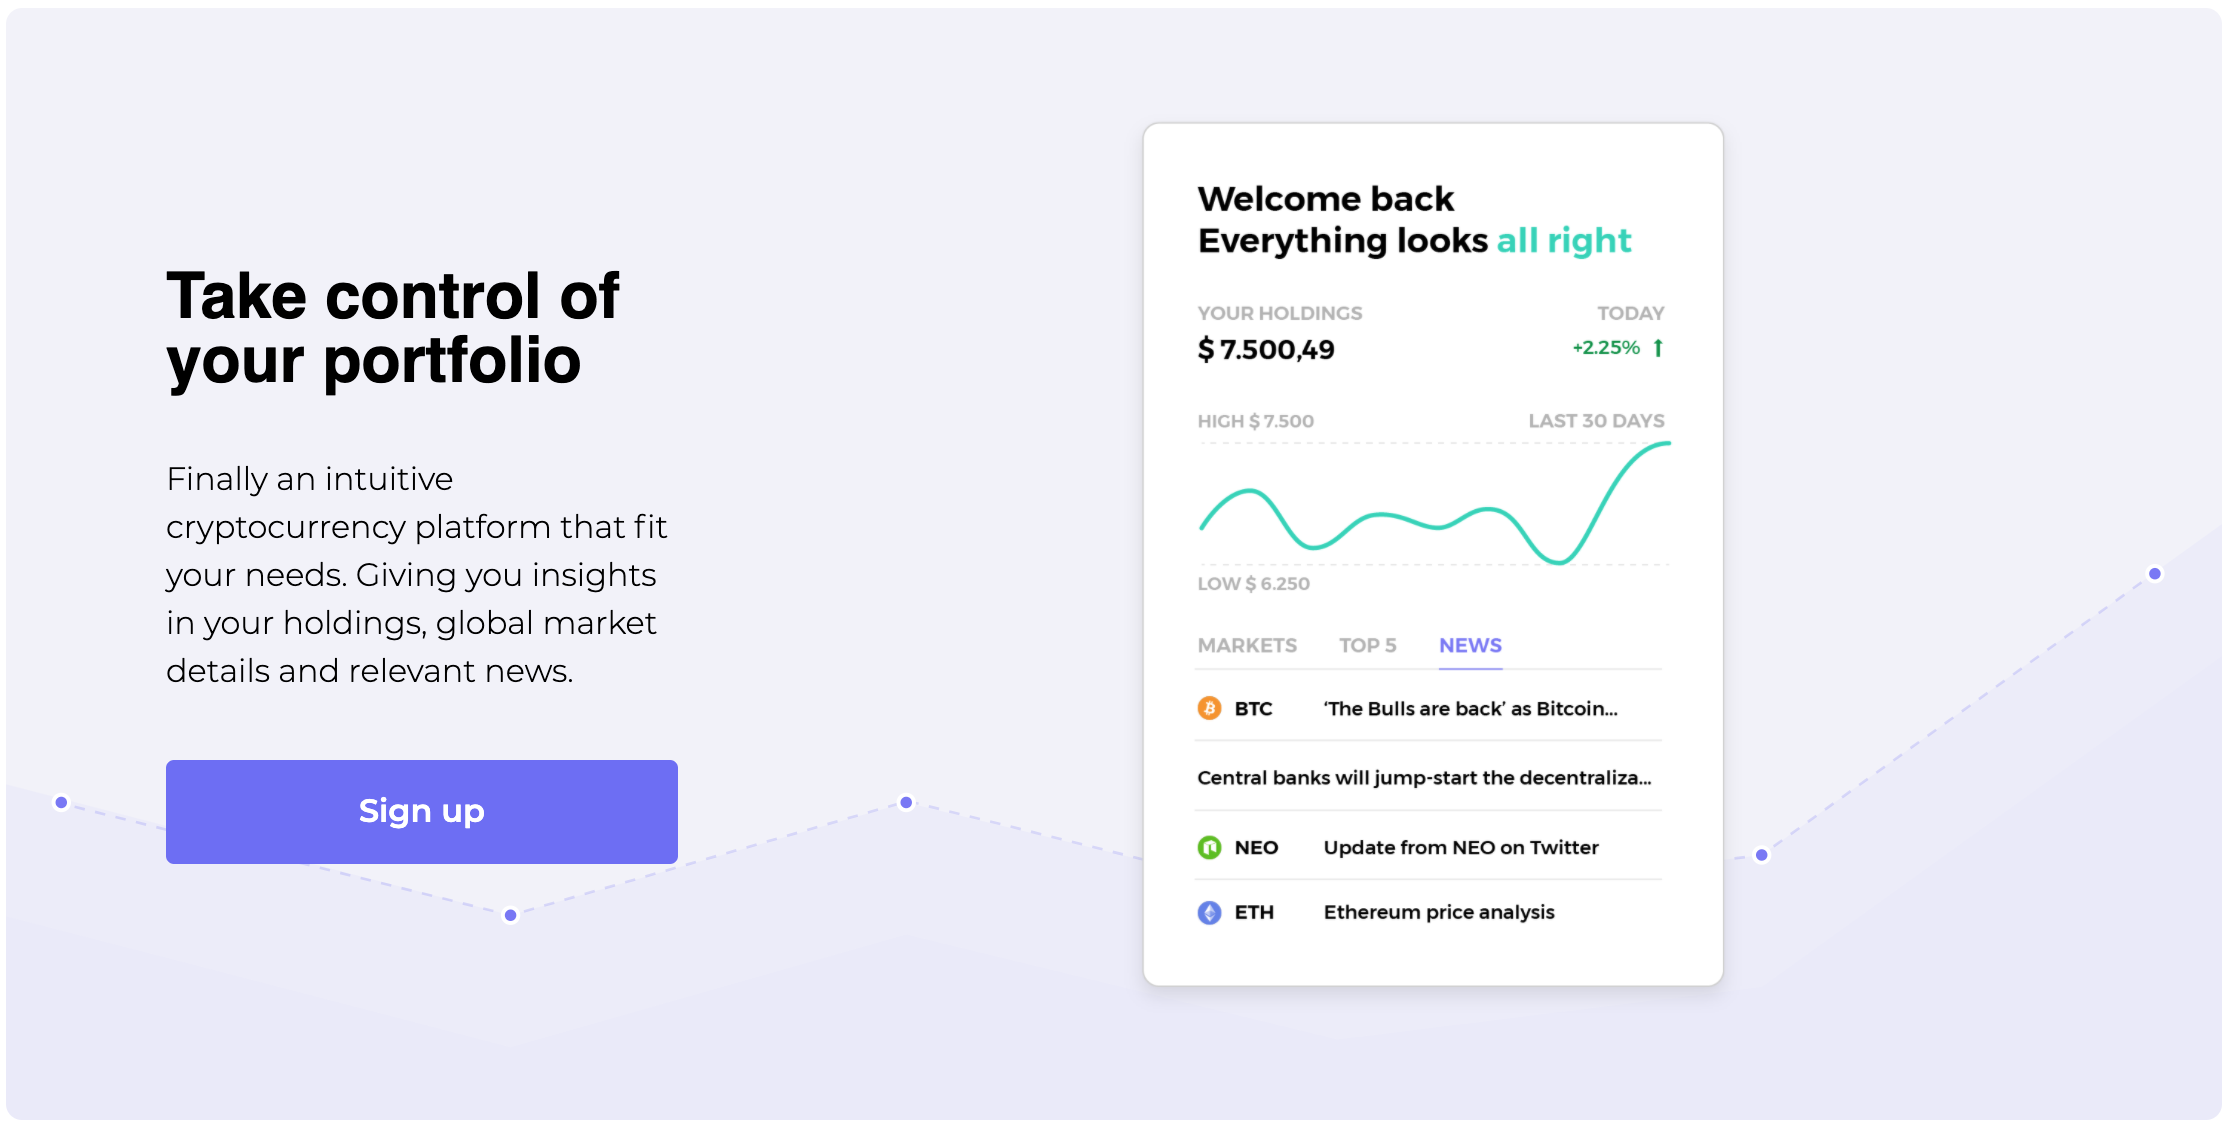 Take control of
your portfolio
Finally an intuitive
cryptocurrency platform that fit
your needs. Giving you insights
in your holdings, global market
details and relevant news.
Sign up
Welcome back
Everything looks all right
YOUR HOLDINGS TODAY
$ 7.500,49 +2.25%
HIGH $ 7.500 LAST 30 DAYS
LOW $ 6.250
MARKETS TOP 5 NEWS
BTC ‘The Bulls are back’ as Bitcoin...
Central banks will jump-start the decentraliza...
NEO Update from NEO on Twitter
ETH Ethereum price analysis